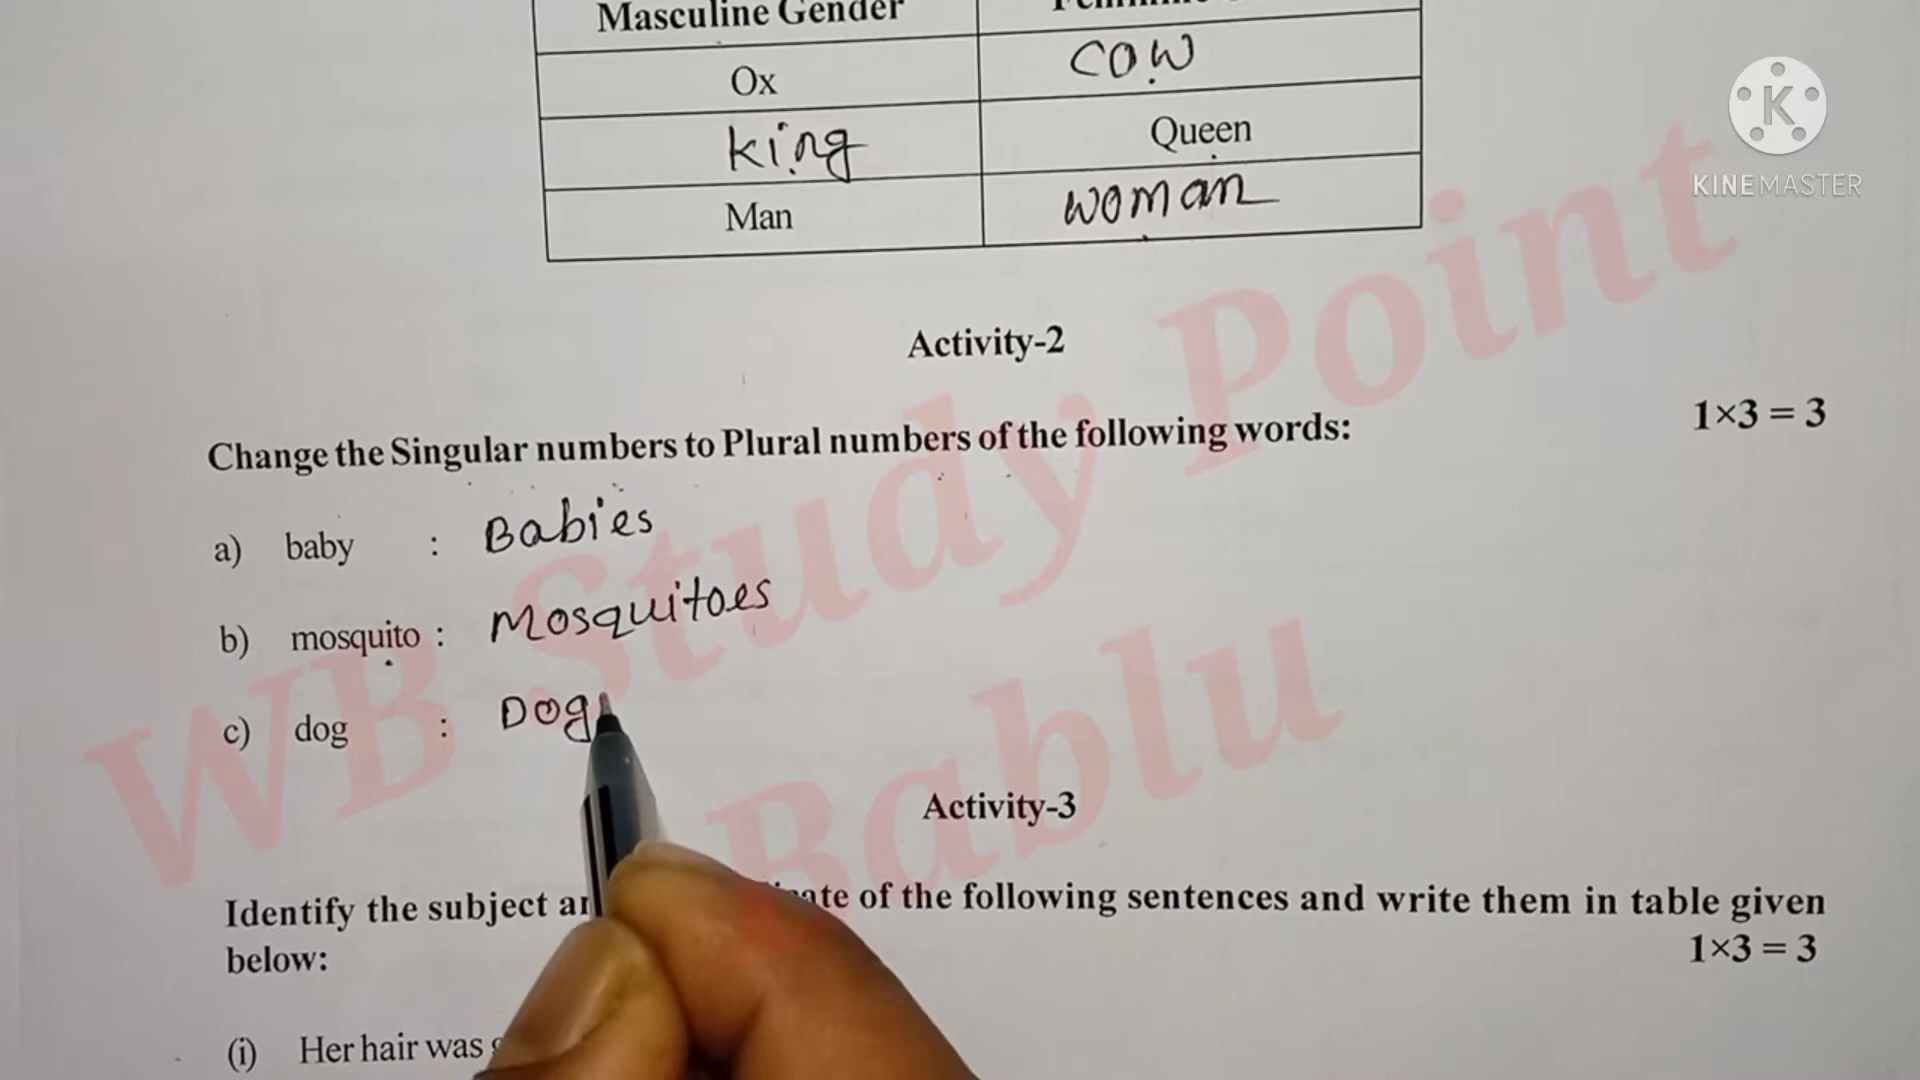 Masculine Gender
Ox COW
king Queen
Man woman
K
KINEMASTER
Activity-2
Change the Singular numbers to Plural numbers of the following words: 1×3 = 3
a) baby : Babies
b) mosquito : Mosquitoes
c) dog : Dog
Activity-3
Identify the subject of the following sentences and write them in table given
below: 1×3 = 3
(i) Her hair was
WB Study Point
Bablu